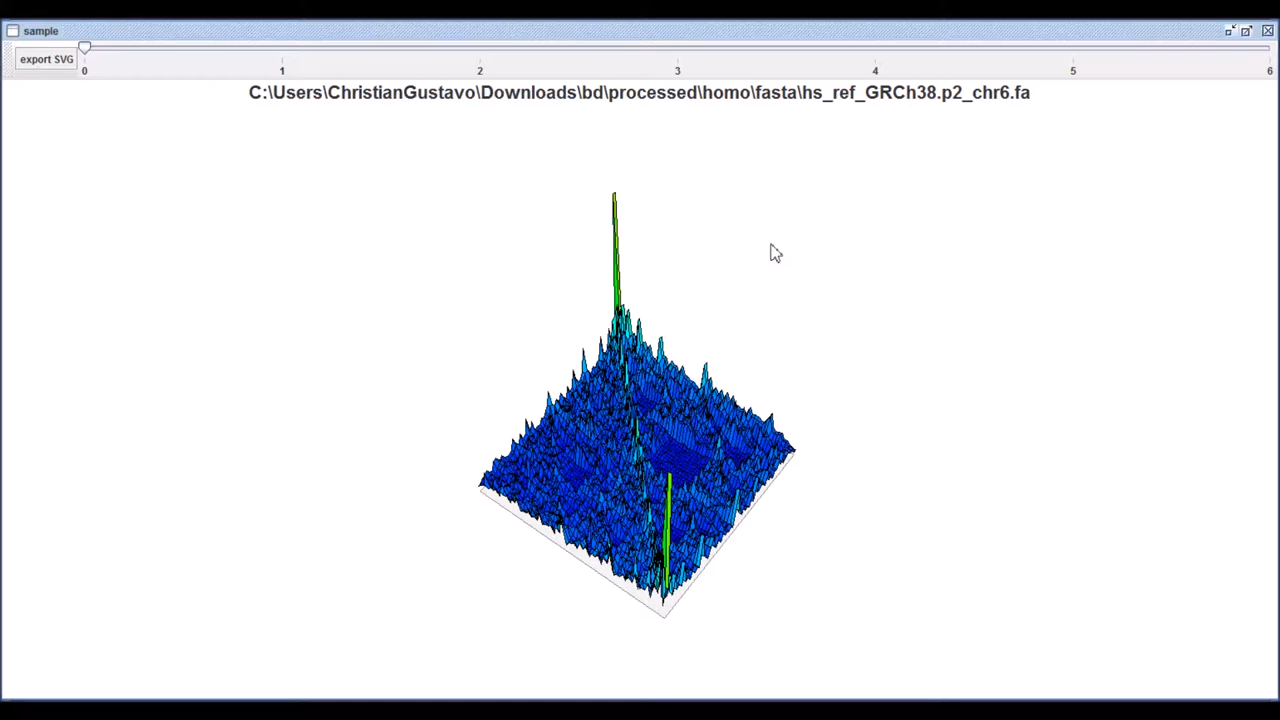 sample
export SVG
0 1 2 3 4 5 6
C:\Users\ChristianGustavo\Downloads\bd\processed\homo\fasta\hs_ref_GRCh38.p2_chr6.fa